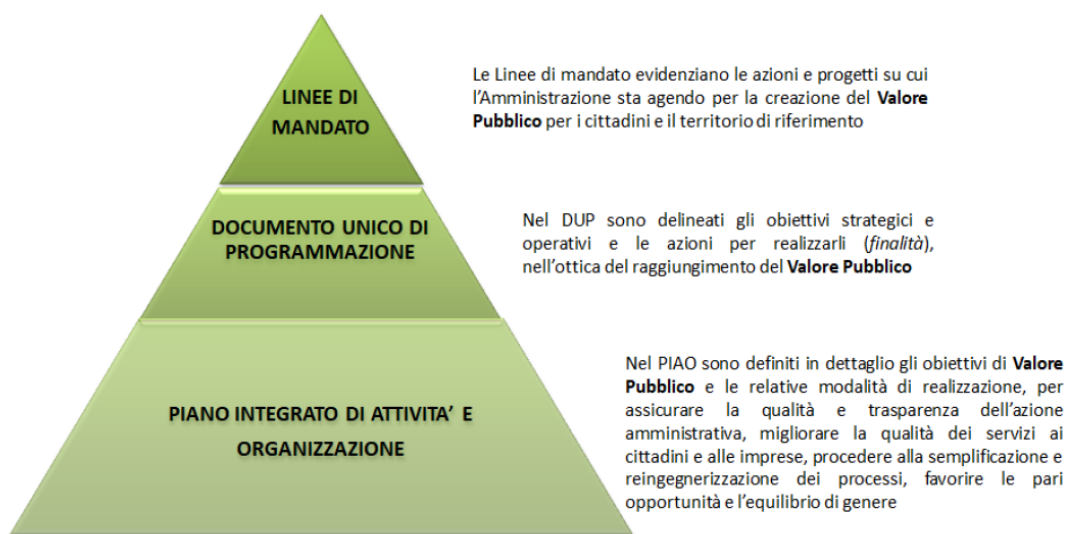 LINEE DI
MANDATO
Le Linee di mandato evidenziano le azioni e progetti su cui
l'Amministrazione sta agendo per la creazione del Valore
Pubblico per i cittadini e il territorio di riferimento
DOCUMENTO UNICO DI
PROGRAMMAZIONE
Nel DUP sono delineati gli obiettivi strategici e
operativi e le azioni per realizzarli (finalità),
nell'ottica del raggiungimento del Valore Pubblico
PIANO INTEGRATO DI ATTIVITA' E
ORGANIZZAZIONE
Nel PIAO sono definiti in dettaglio gli obiettivi di Valore
Pubblico e le relative modalità di realizzazione, per
assicurare la qualità e trasparenza dell'azione
amministrativa, migliorare la qualità dei servizi ai
cittadini e alle imprese, procedere alla semplificazione e
reingegnerizzazione dei processi, favorire le pari
opportunità e l'equilibrio di genere